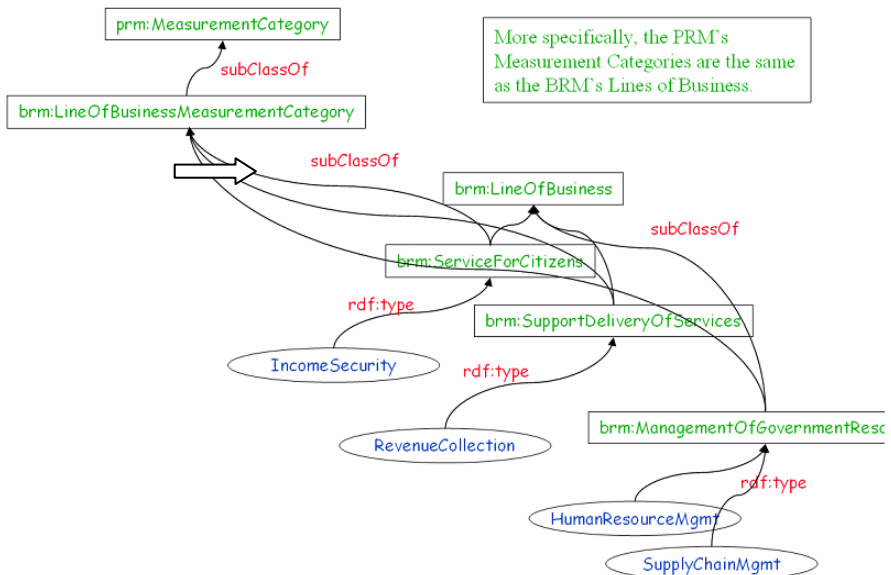 prm:MeasurementCategory
More specifically, the PRM's
Measurement Categories are the same
as the BRM's Lines of Business.
subClassOf
brm:LineOfBusinessMeasurementCategory
subClassOf
brm:LineOfBusiness
subClassOf
brm:ServiceForCitizens
rdf:type
brm:SupportDeliveryOfServices
IncomeSecurity
rdf:type
brm:ManagementOfGovernmentReso
RevenueCollection
rdf:type
HumanResourceMgmt
SupplyChainMgmt